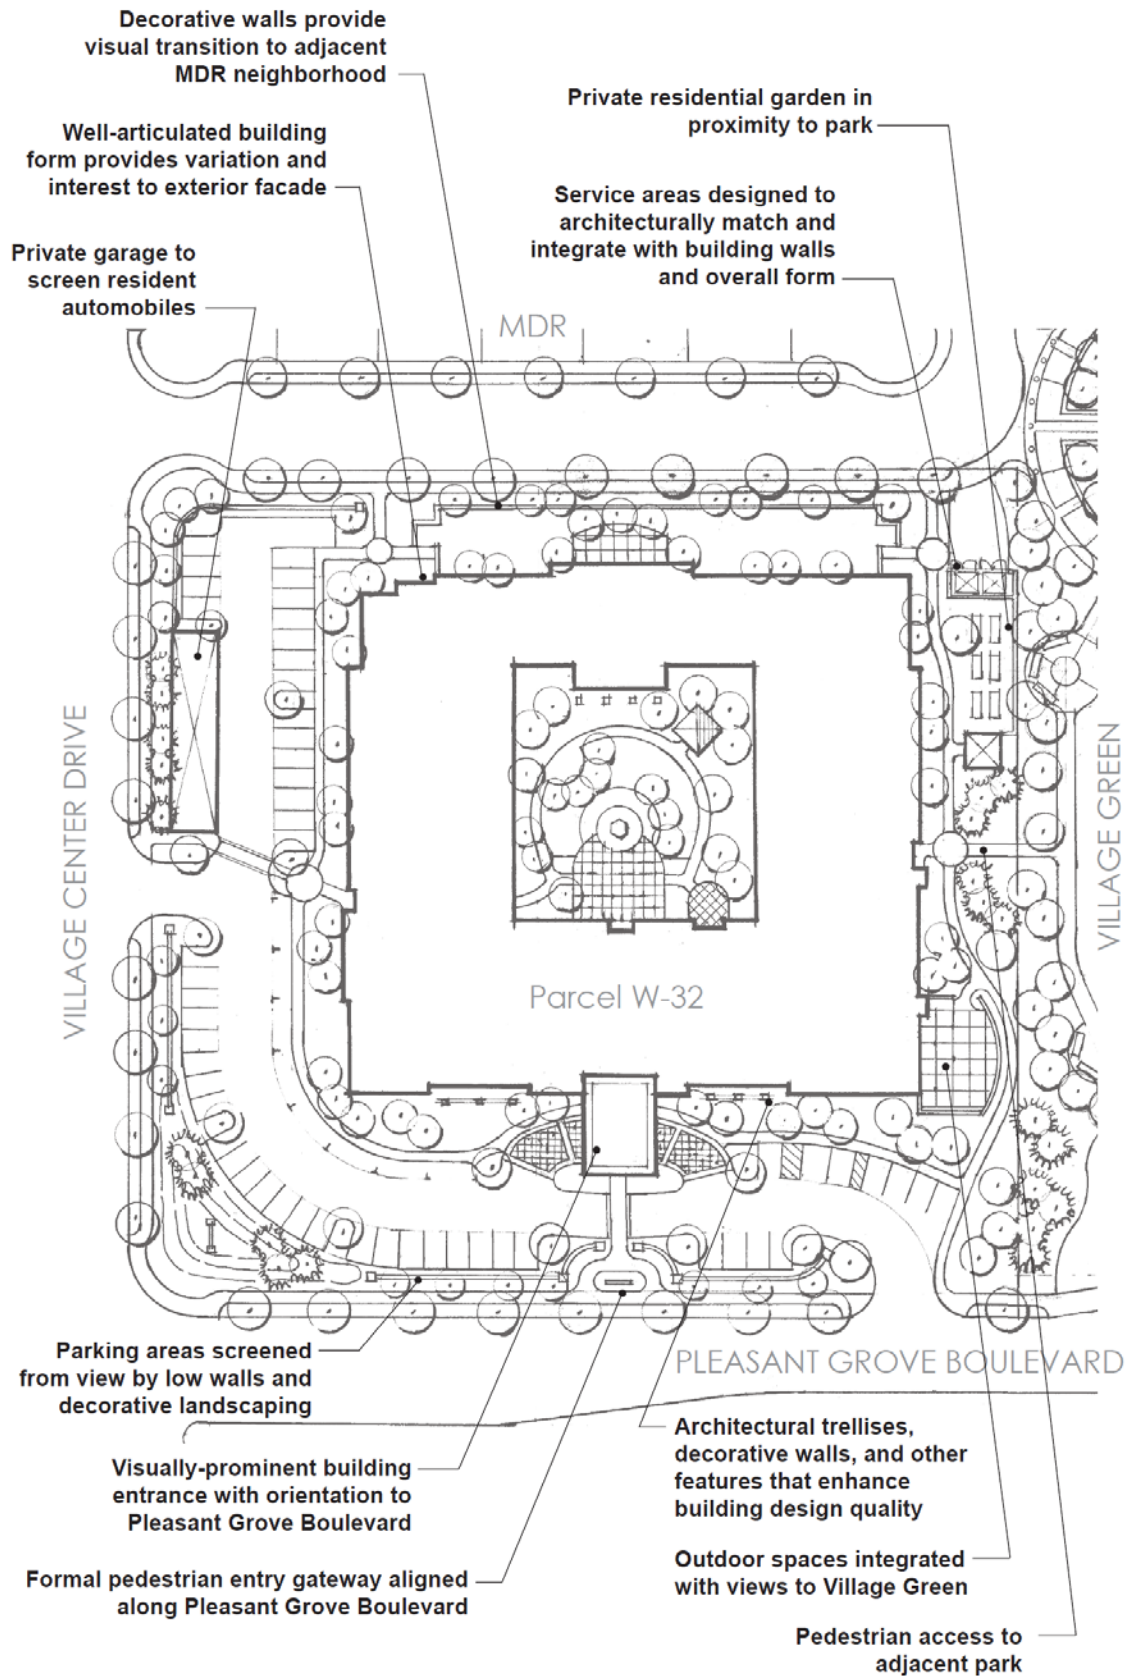 Decorative walls provide
visual transition to adjacent
MDR neighborhood
Private residential garden in
proximity to park
Well-articulated building
form provides variation and
interest to exterior facade
Service areas designed to
architecturally match and
integrate with building walls
and overall form
Private garage to
screen resident
automobiles
MDR
VILLAGE CENTER DRIVE
VILLAGE GREEN
Parcel W-32
PLEASANT GROVE BOULEVARD
Parking areas screened
from view by low walls and
decorative landscaping
Visually-prominent building
entrance with orientation to
Pleasant Grove Boulevard
Formal pedestrian entry gateway aligned
along Pleasant Grove Boulevard
Architectural trellises,
decorative walls, and other
features that enhance
building design quality
Outdoor spaces integrated
with views to Village Green
Pedestrian access to
adjacent park